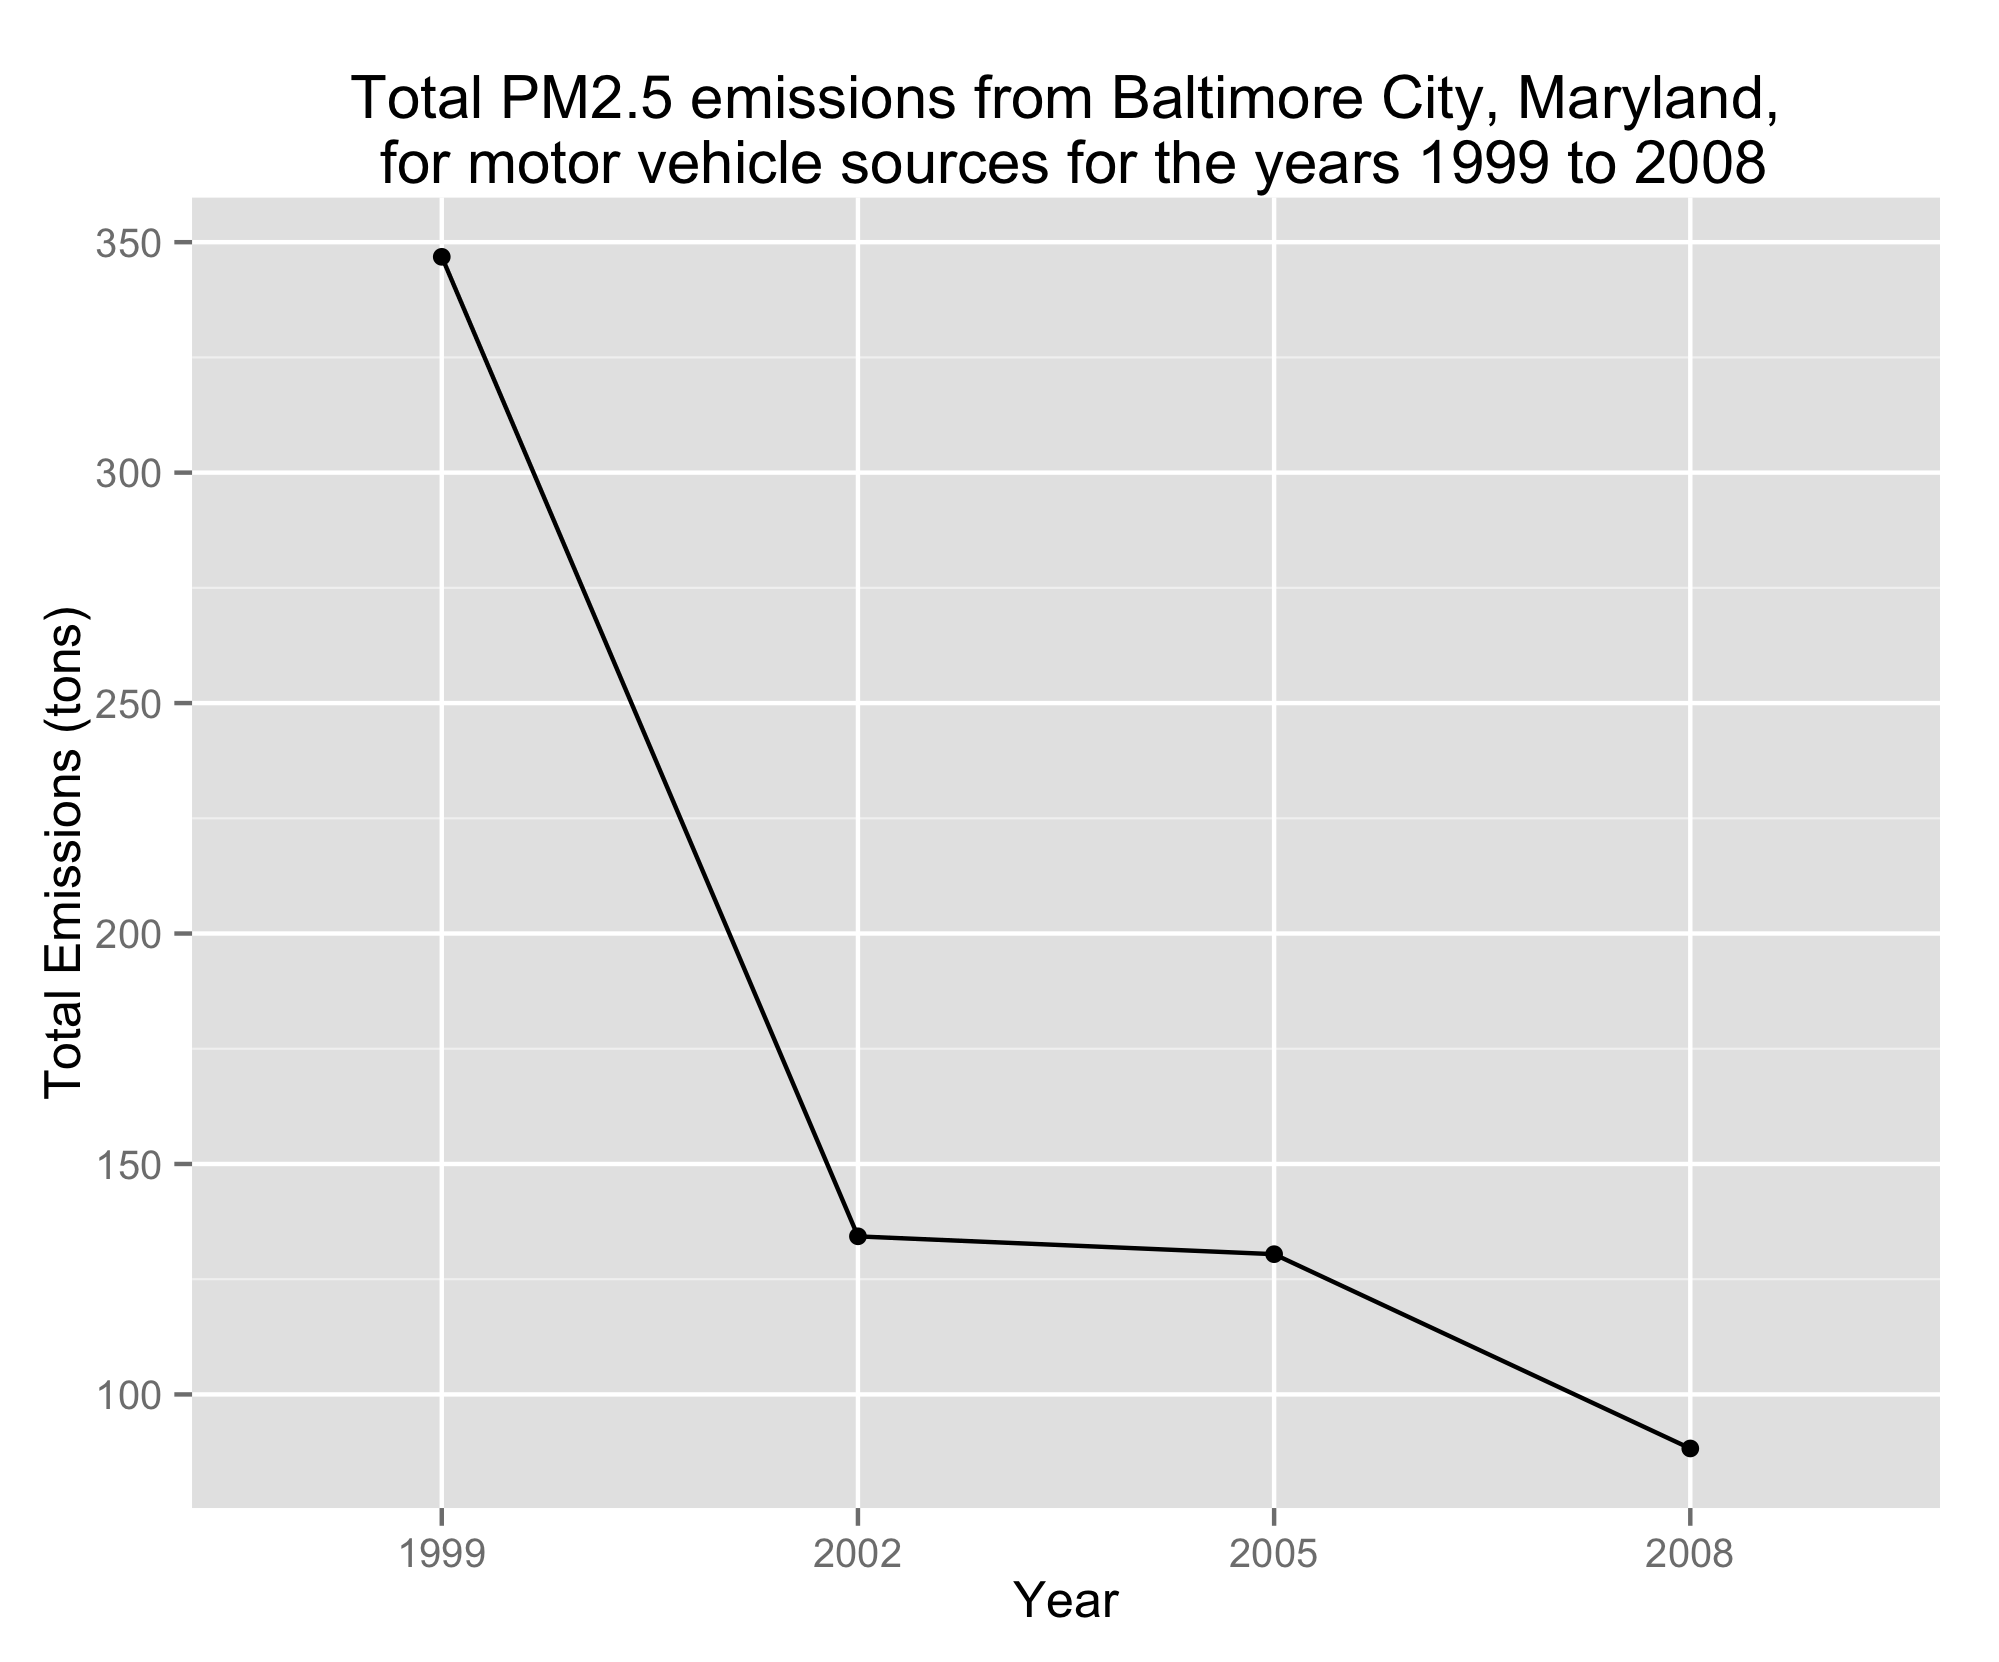 Total PM2.5 emissions from Baltimore City, Maryland,
for motor vehicle sources for the years 1999 to 2008
Total Emissions (tons)
350
300
250
200
150
100
1999 2002 2005 2008
Year